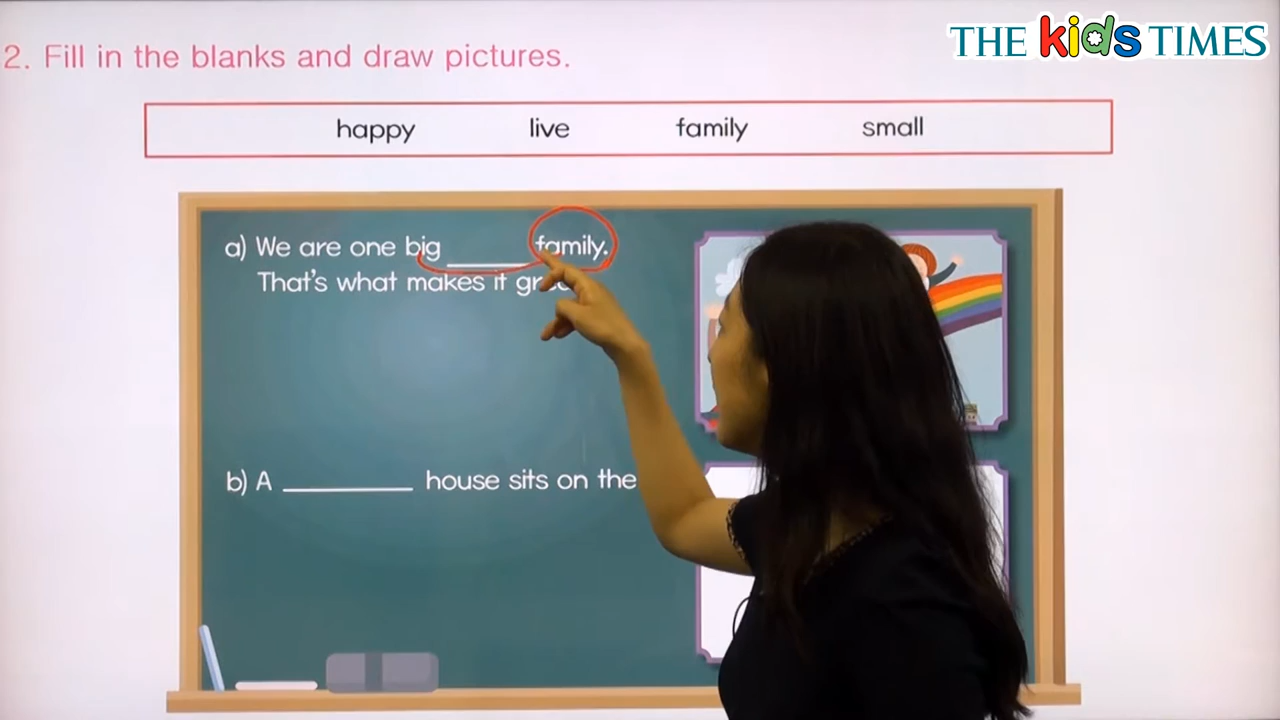 THE kids TIMES
2. Fill in the blanks and draw pictures.
happy live family small
a) We are one big ______ family.
That's what makes it
b) A ______ house sits on the